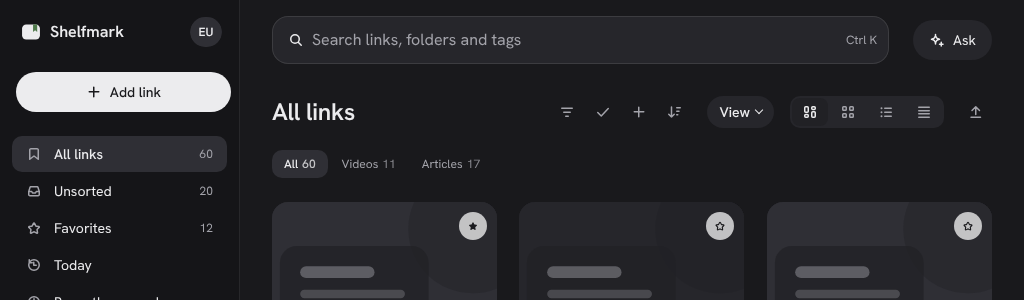 Shelfmark
EU
Add link
All links 60
Unsorted 20
Favorites 12
Today
Search links, folders and tags
Ctrl K
Ask
All links
View
All 60
Videos 11
Articles 17